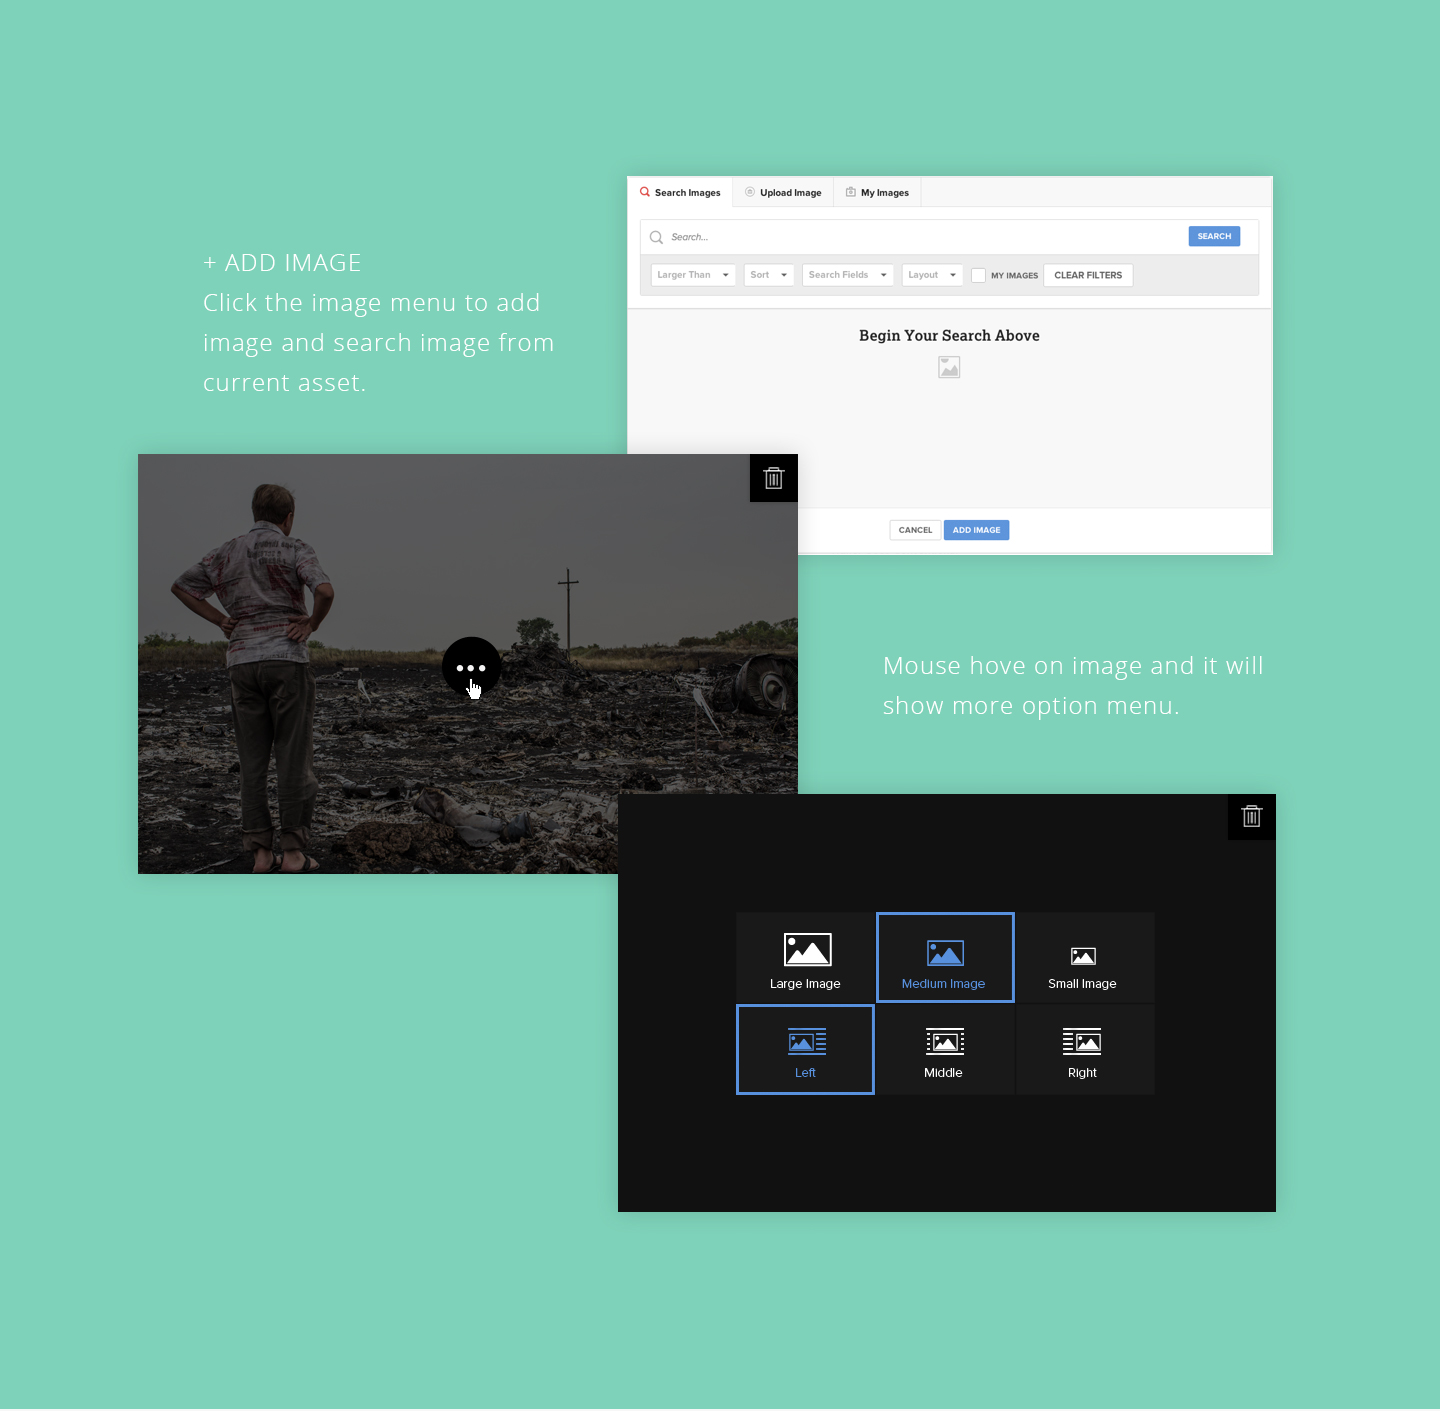 + ADD IMAGE
Click the image menu to add
image and search image from
current asset.
Search Images Upload Image My Images
Search... SEARCH
Larger Than Sort Search Fields Layout MY IMAGES CLEAR FILTERS
Begin Your Search Above
CANCEL ADD IMAGE
Mouse hove on image and it will
show more option menu.
Large Image Medium Image Small Image
Left Middle Right